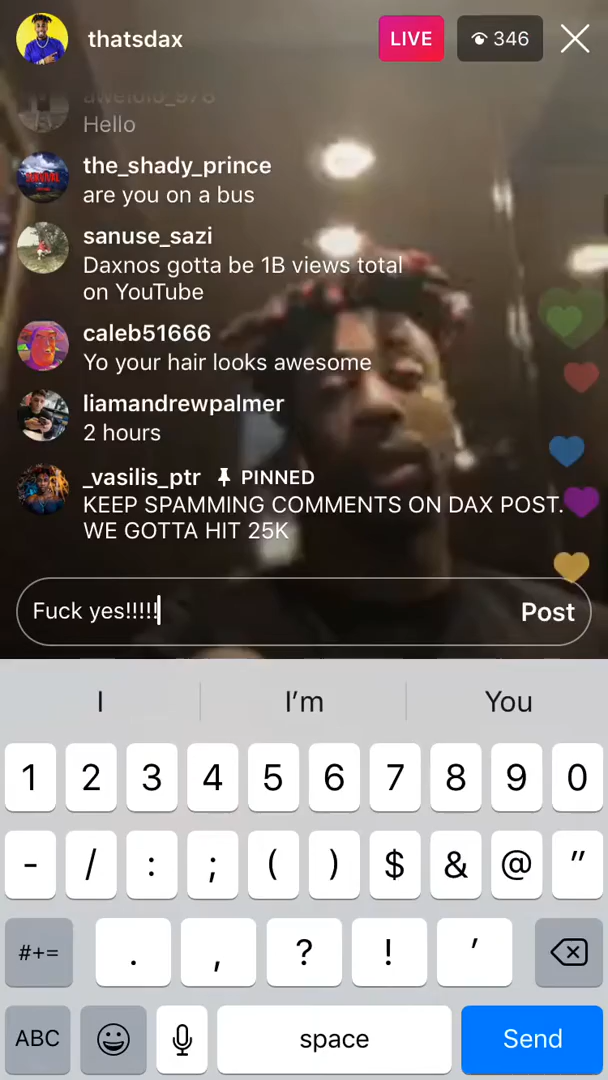 thatsdax
LIVE
346
awelolo_978
Hello
the_shady_prince
are you on a bus
sanuse_sazi
Daxnos gotta be 1B views total
on YouTube
caleb51666
Yo your hair looks awesome
liamandrewpalmer
2 hours
_vasilis_ptr PINNED
KEEP SPAMMING COMMENTS ON DAX POST.
WE GOTTA HIT 25K
Fuck yes!!!!!
Post
I I’m You
1 2 3 4 5 6 7 8 9 0
- / : ; ( ) $ & @ "
#+= . , ? ! ’
ABC space Send